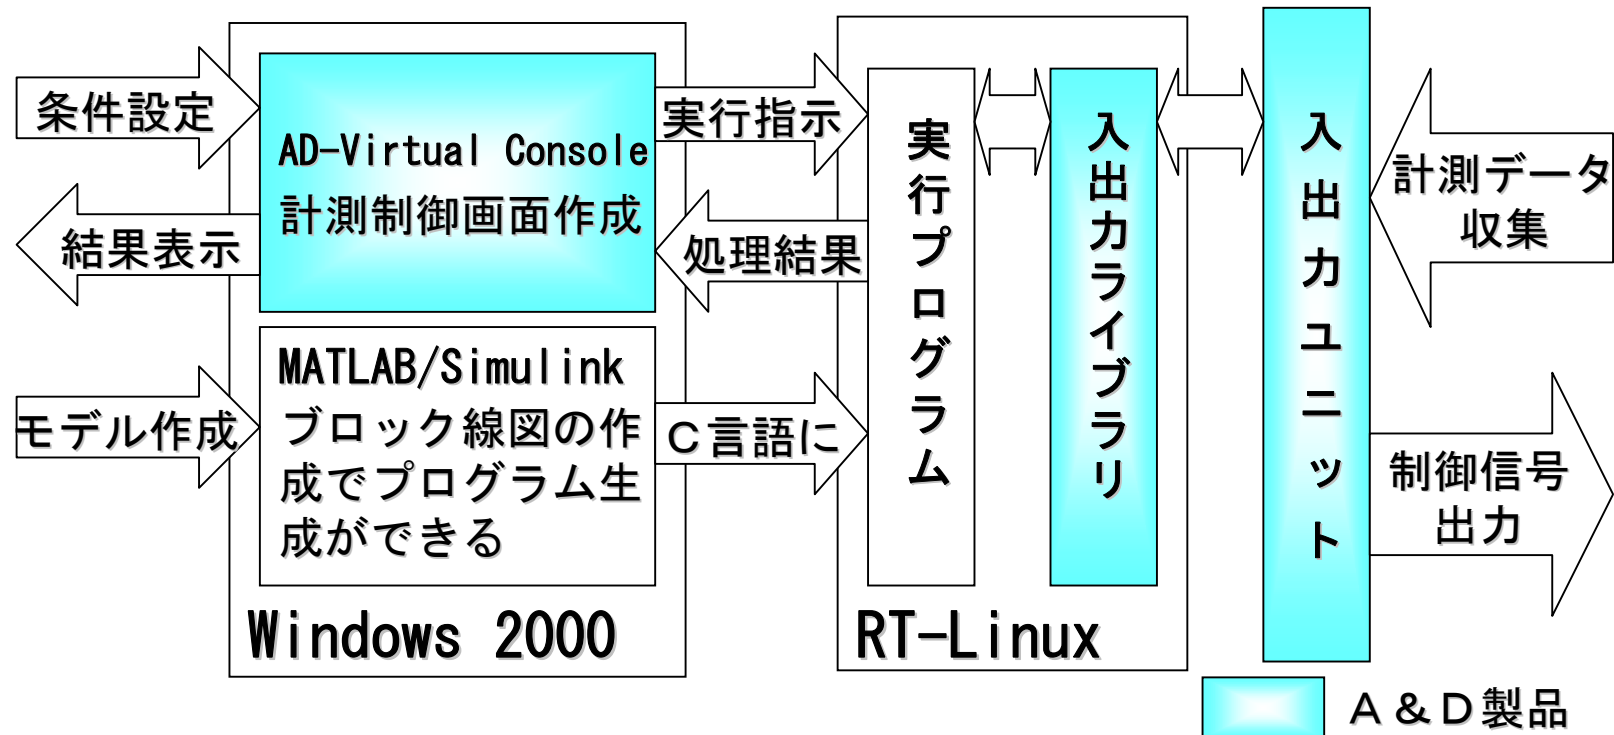 条件設定
結果表示
モデル作成
AD-Virtual Console
計測制御画面作成
MATLAB/Simulink
ブロック線図の作
成でプログラム生
成ができる
Windows 2000
実行指示
処理結果
C言語に
実行プログラム
入出力ライブラリ
RT-Linux
入出力ユニット
計測データ
収集
制御信号
出力
A&D製品